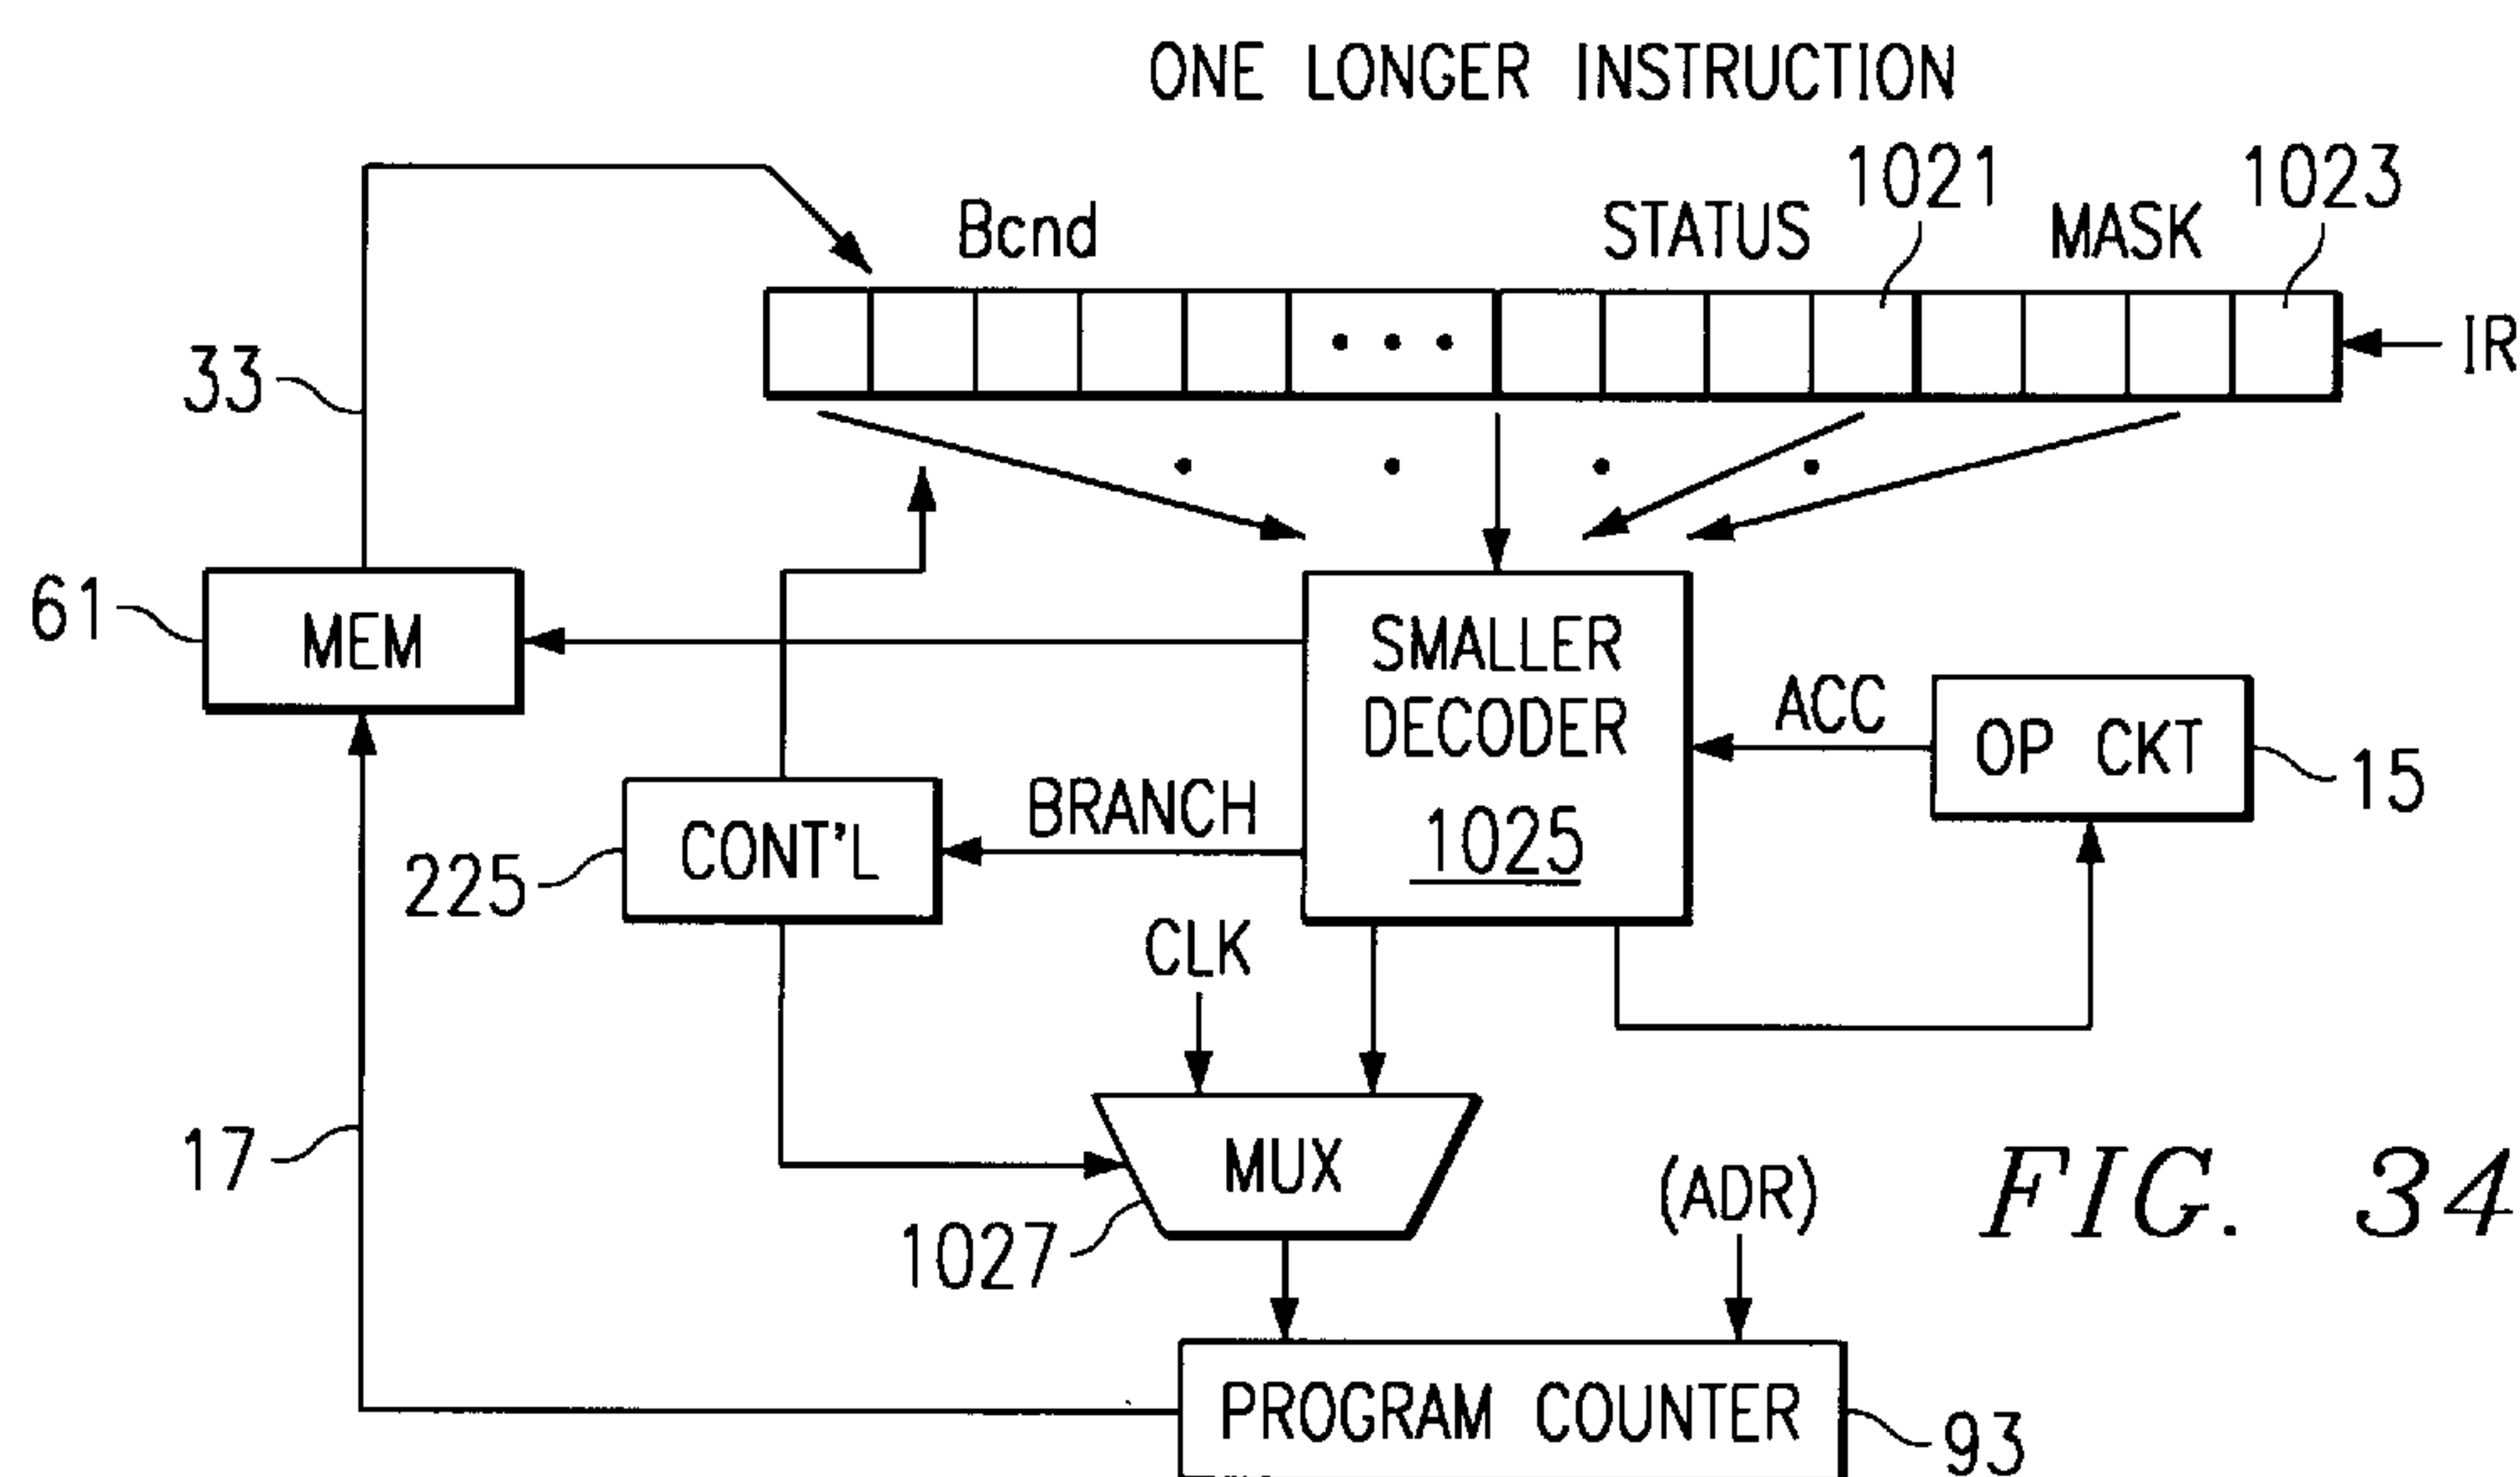 ONE LONGER INSTRUCTION
1021
1023
Bcnd
STATUS
MASK
IR
33
61
MEM
SMALLER
DECODER
1025
ACC
OP CKT
15
BRANCH
CONT'L
225
CLK
17
MUX
1027
(ADR)
FIG. 34
PROGRAM COUNTER
93